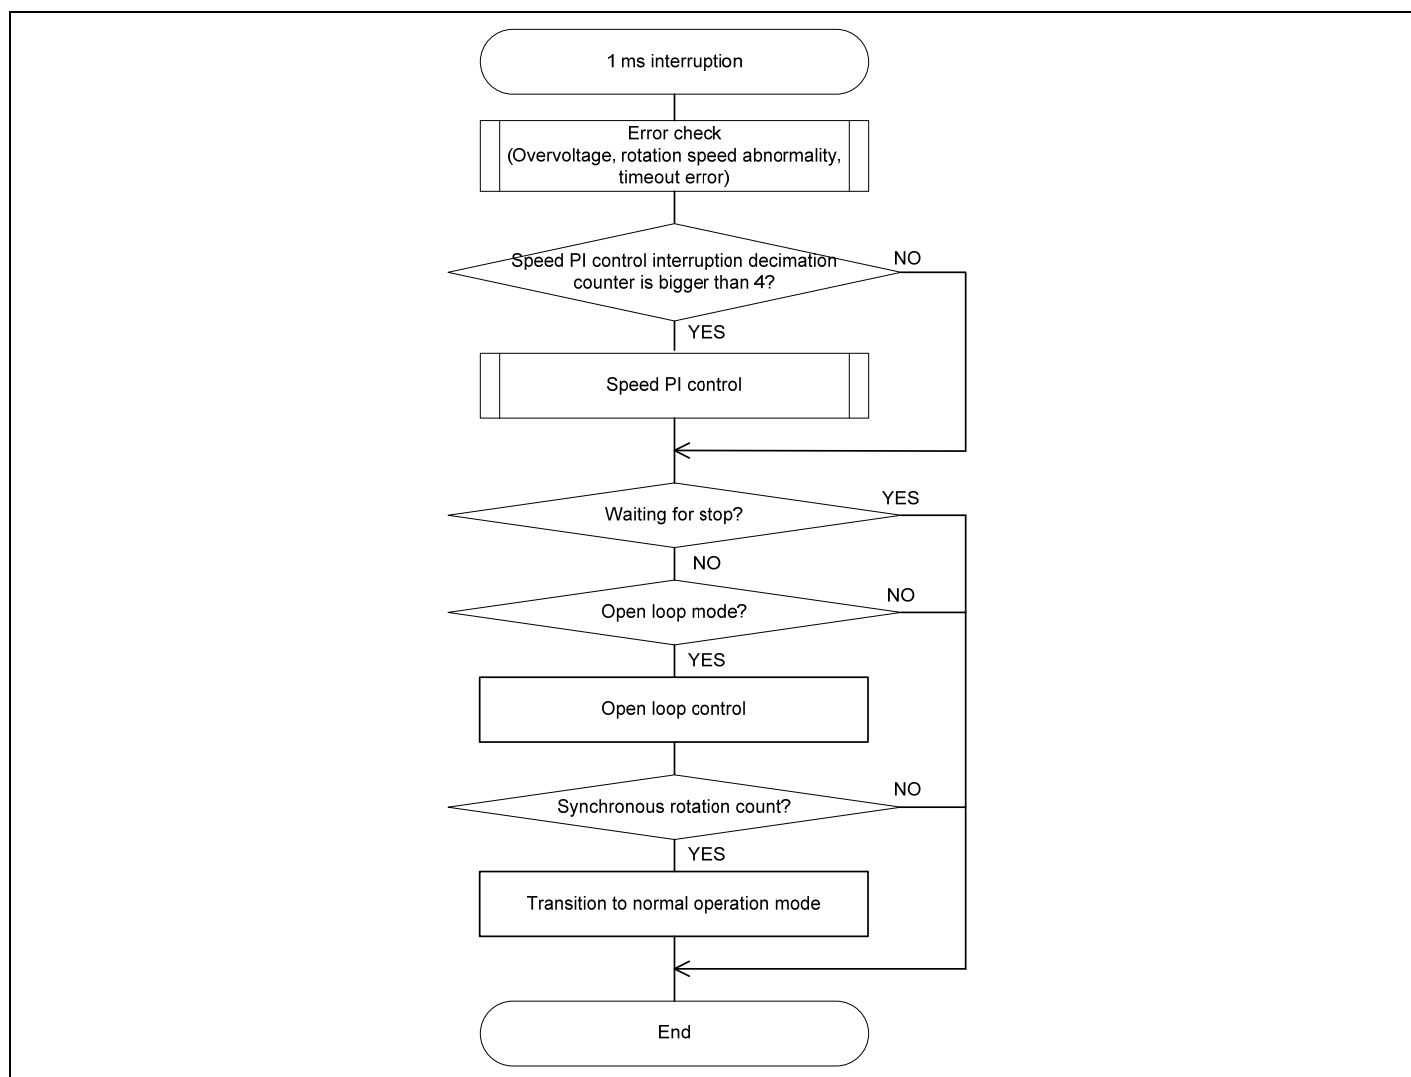 1 ms interruption
Error check
(Overvoltage, rotation speed abnormality,
timeout error)
Speed PI control interruption decimation
counter is bigger than 4?
NO
YES
Speed PI control
Waiting for stop?
YES
NO
Open loop mode?
NO
YES
Open loop control
Synchronous rotation count?
NO
YES
Transition to normal operation mode
End